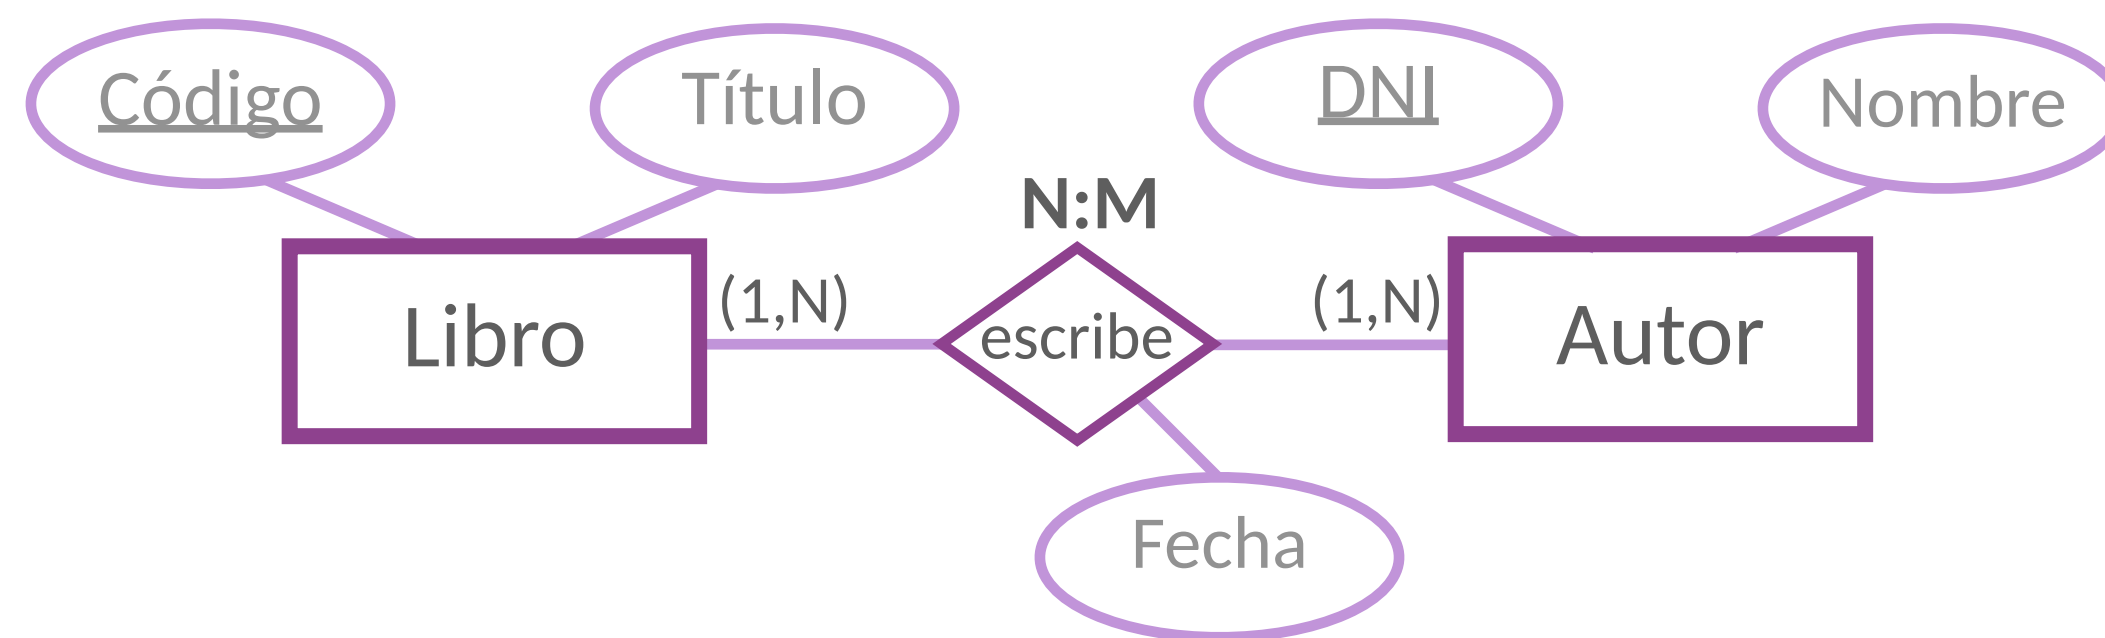 Código
Título
DNI
Nombre
N:M
(1,N)
(1,N)
Libro
escribe
Autor
Fecha